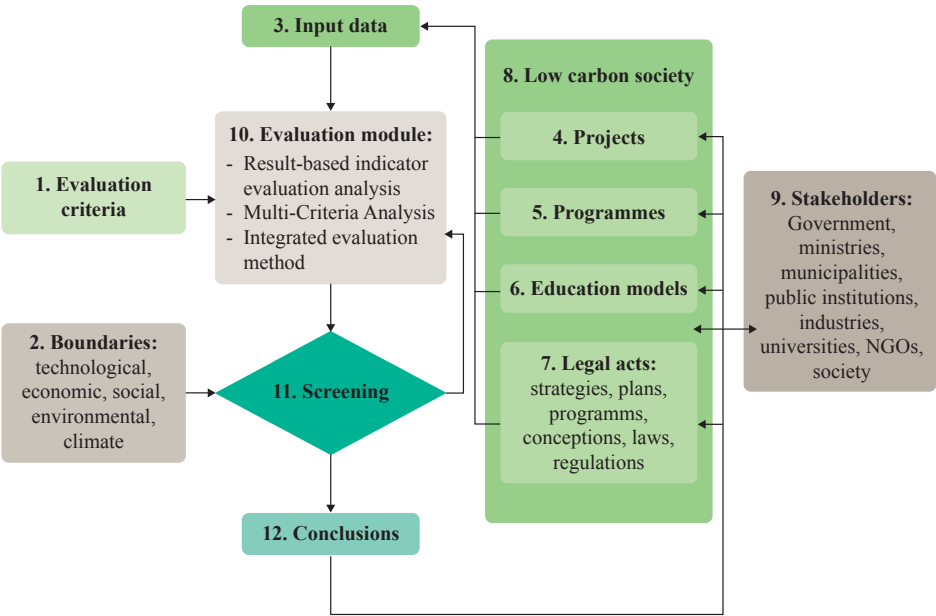 3. Input data
10. Evaluation module:
- Result-based indicator
evaluation analysis
- Multi-Criteria Analysis
- Integrated evaluation
method
1. Evaluation
criteria
2. Boundaries:
technological,
economic, social,
environmental,
climate
11. Screening
12. Conclusions
8. Low carbon society
4. Projects
5. Programmes
6. Education models
7. Legal acts:
strategies, plans,
programms,
conceptions, laws,
regulations
9. Stakeholders:
Government,
ministries,
municipalities,
public institutions,
industries,
universities, NGOs,
society